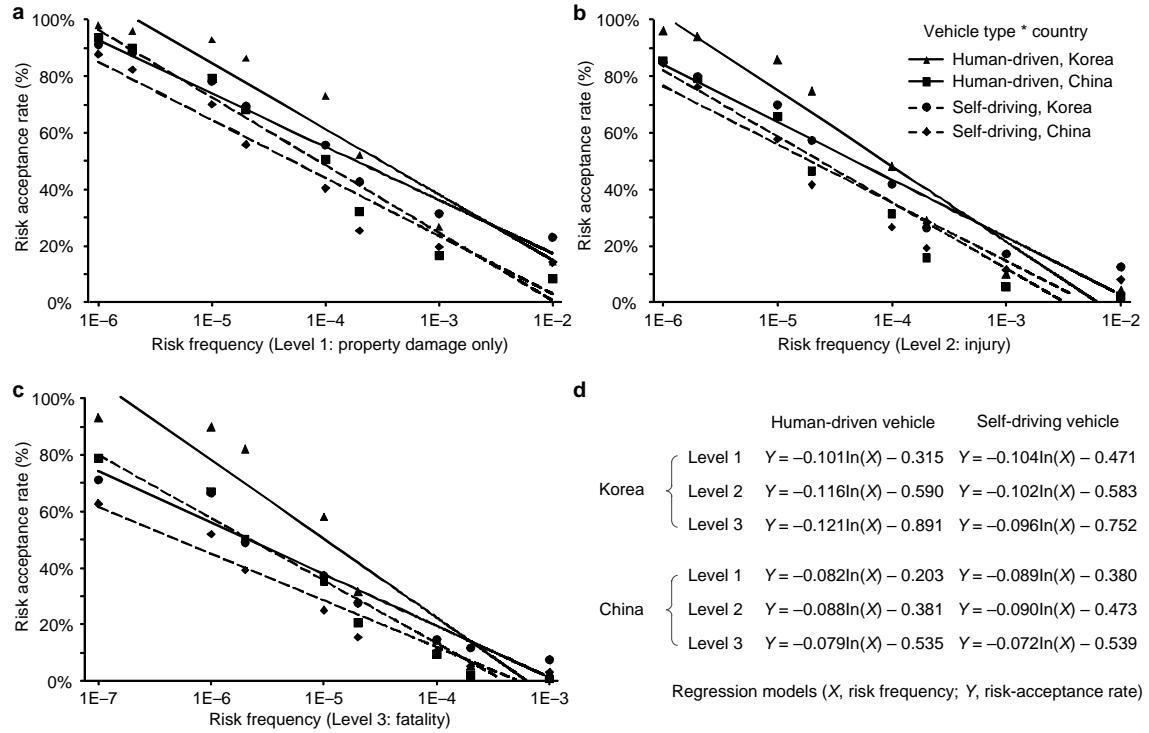 a
100%
80%
60%
40%
20%
0%
Risk acceptance rate (%)
1E–6
1E–5
1E–4
1E–3
1E–2
Risk frequency (Level 1: property damage only)
b
100%
80%
60%
40%
20%
0%
Risk acceptance rate (%)
1E–6
1E–5
1E–4
1E–3
1E–2
Risk frequency (Level 2: injury)
Vehicle type * country
Human-driven, Korea
Human-driven, China
Self-driving, Korea
Self-driving, China
c
100%
80%
60%
40%
20%
0%
Risk acceptance rate (%)
1E–7
1E–6
1E–5
1E–4
1E–3
Risk frequency (Level 3: fatality)
d
Human-driven vehicle Self-driving vehicle
Korea
Level 1 Y = –0.101ln(X) – 0.315 Y = –0.104ln(X) – 0.471
Level 2 Y = –0.116ln(X) – 0.590 Y = –0.102ln(X) – 0.583
Level 3 Y = –0.121ln(X) – 0.891 Y = –0.096ln(X) – 0.752
China
Level 1 Y = –0.082ln(X) – 0.203 Y = –0.089ln(X) – 0.380
Level 2 Y = –0.088ln(X) – 0.381 Y = –0.090ln(X) – 0.473
Level 3 Y = –0.079ln(X) – 0.535 Y = –0.072ln(X) – 0.539
Regression models (X, risk frequency; Y, risk-acceptance rate)